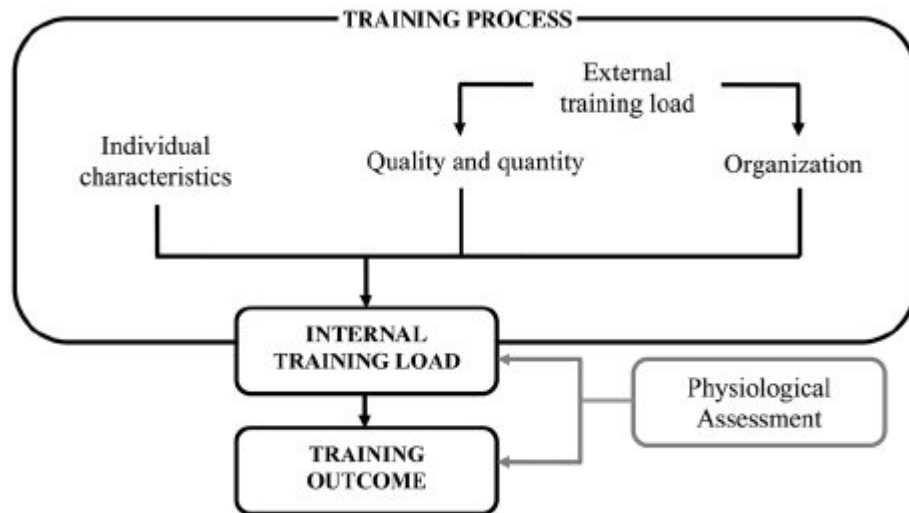 TRAINING PROCESS
External
training load
Individual
characteristics
Quality and quantity
Organization
INTERNAL
TRAINING LOAD
Physiological
Assessment
TRAINING
OUTCOME